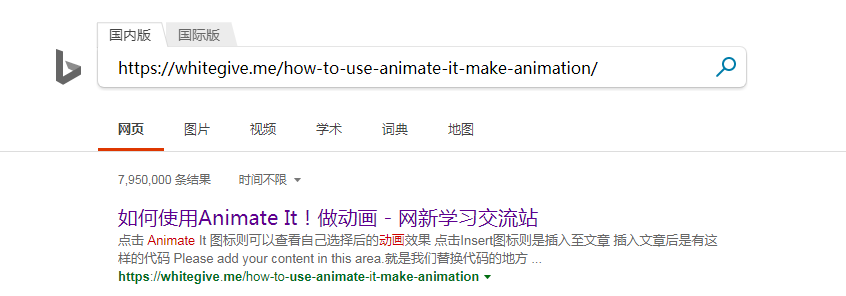 国内版 国际版
https://whitegive.me/how-to-use-animate-it-make-animation/
网页 图片 视频 学术 词典 地图
7,950,000 条结果 时间不限
如何使用Animate It！做动画 - 网新学习交流站
点击 Animate It 图标则可以查看自己选择后的动画效果 点击Insert图标则是插入至文章 插入文章后是有这
样的代码 Please add your content in this area.就是我们替换代码的地方 ...
https://whitegive.me/how-to-use-animate-it-make-animation